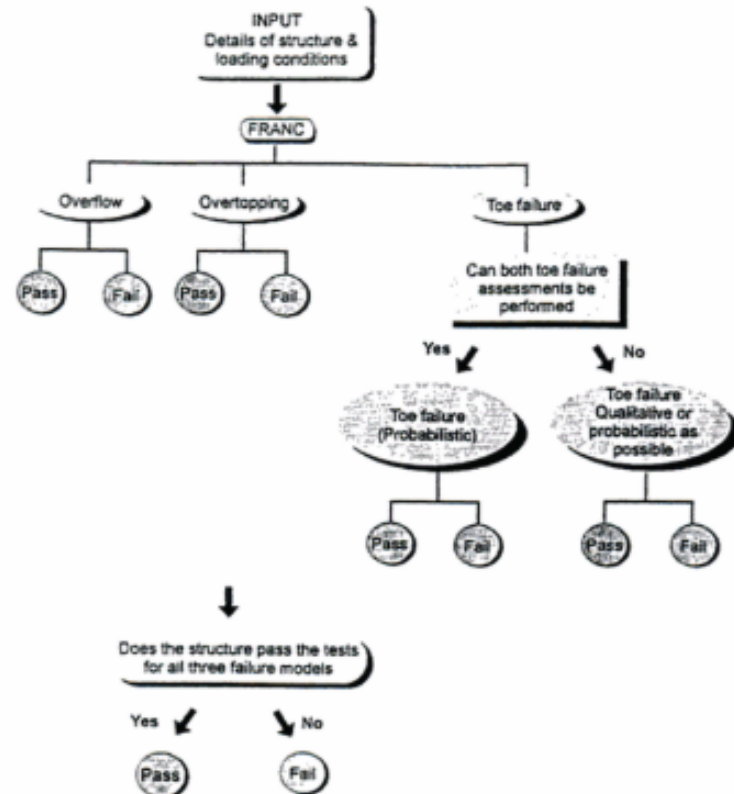 INPUT
Details of structure &
loading conditions
FRANC
Overflow
Overtopping
Toe failure
Pass
Fail
Pass
Fail
Can both toe failure
assessments be
performed
Yes
No
Toe failure
(Probabilistic)
Toe failure
Qualitative or
probabilistic as
possible
Pass
Fail
Pass
Fail
Does the structure pass the tests
for all three failure models
Yes
No
Pass
Fail